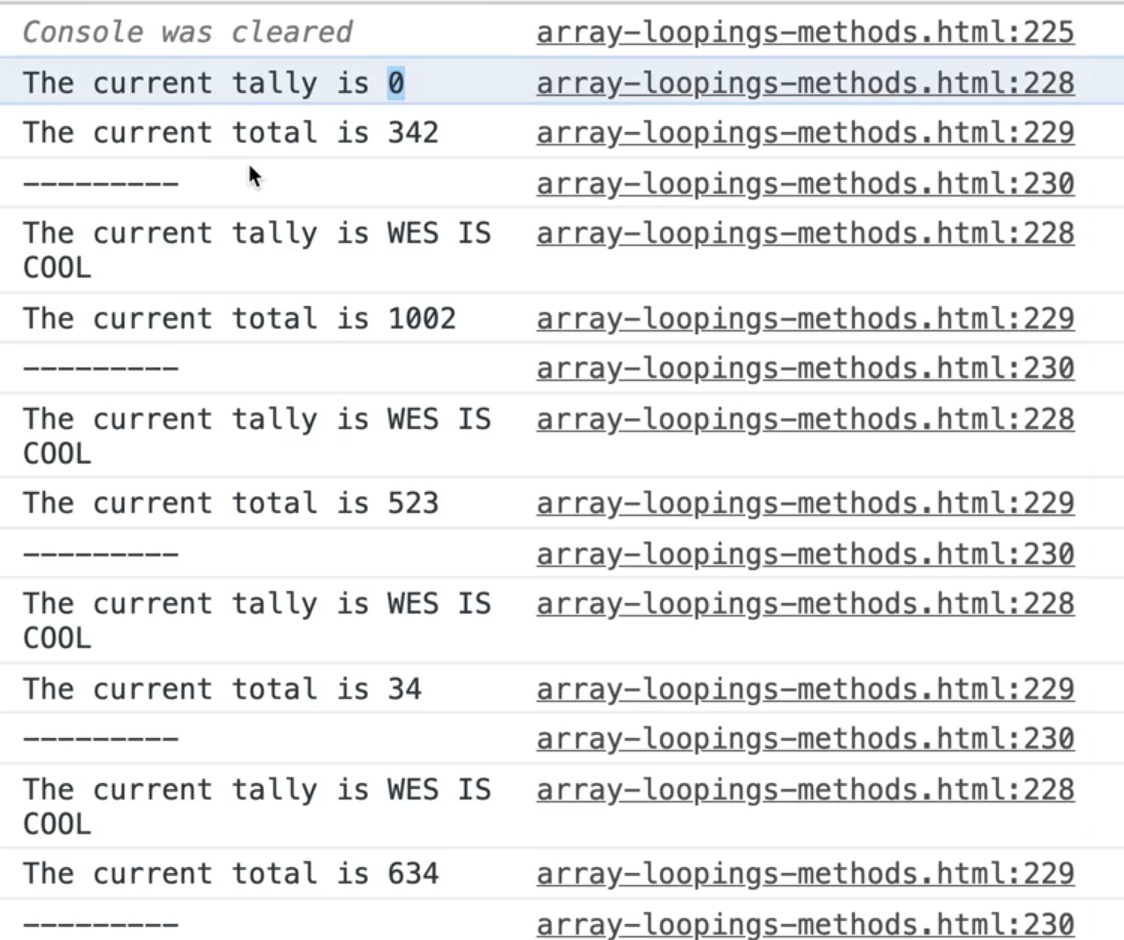 Console was cleared array-loopings-methods.html:225
The current tally is 0 array-loopings-methods.html:228
The current total is 342 array-loopings-methods.html:229
--------- array-loopings-methods.html:230
The current tally is WES IS array-loopings-methods.html:228
COOL
The current total is 1002 array-loopings-methods.html:229
--------- array-loopings-methods.html:230
The current tally is WES IS array-loopings-methods.html:228
COOL
The current total is 523 array-loopings-methods.html:229
--------- array-loopings-methods.html:230
The current tally is WES IS array-loopings-methods.html:228
COOL
The current total is 34 array-loopings-methods.html:229
--------- array-loopings-methods.html:230
The current tally is WES IS array-loopings-methods.html:228
COOL
The current total is 634 array-loopings-methods.html:229
--------- array-loopings-methods.html:230